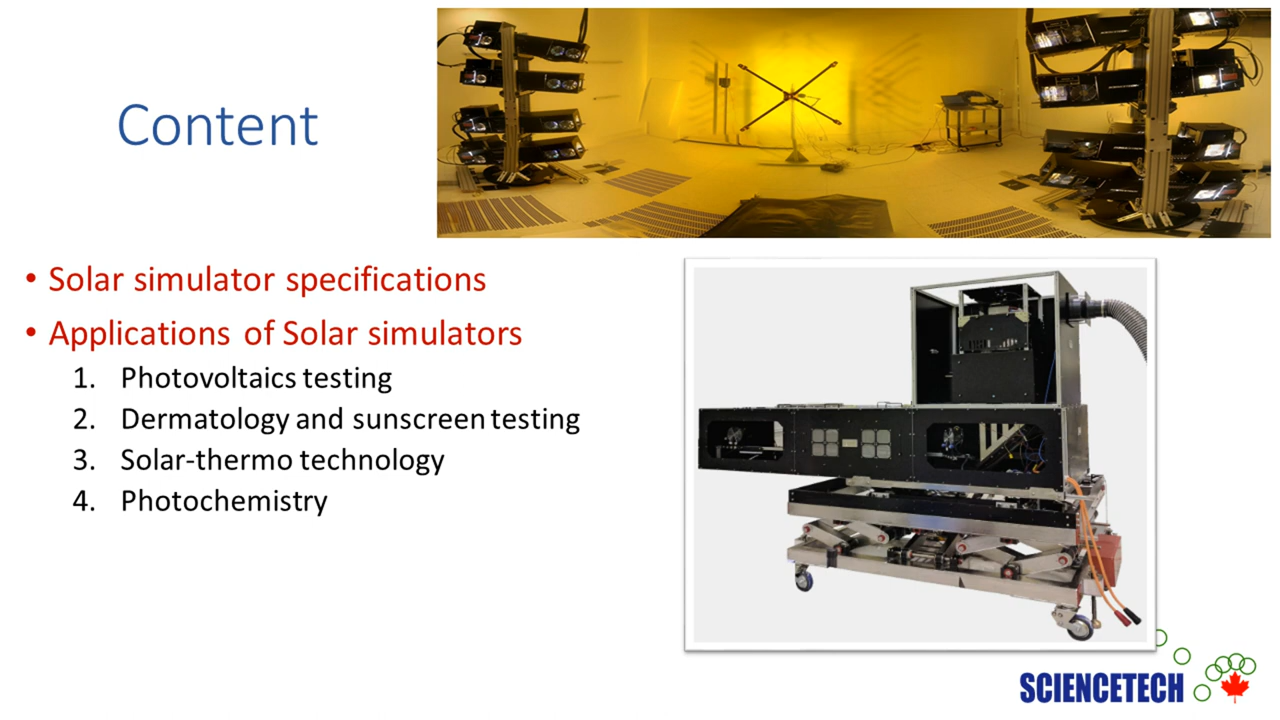 Content
• Solar simulator specifications
• Applications of Solar simulators
1. Photovoltaics testing
2. Dermatology and sunscreen testing
3. Solar-thermo technology
4. Photochemistry
SCIENCETECH